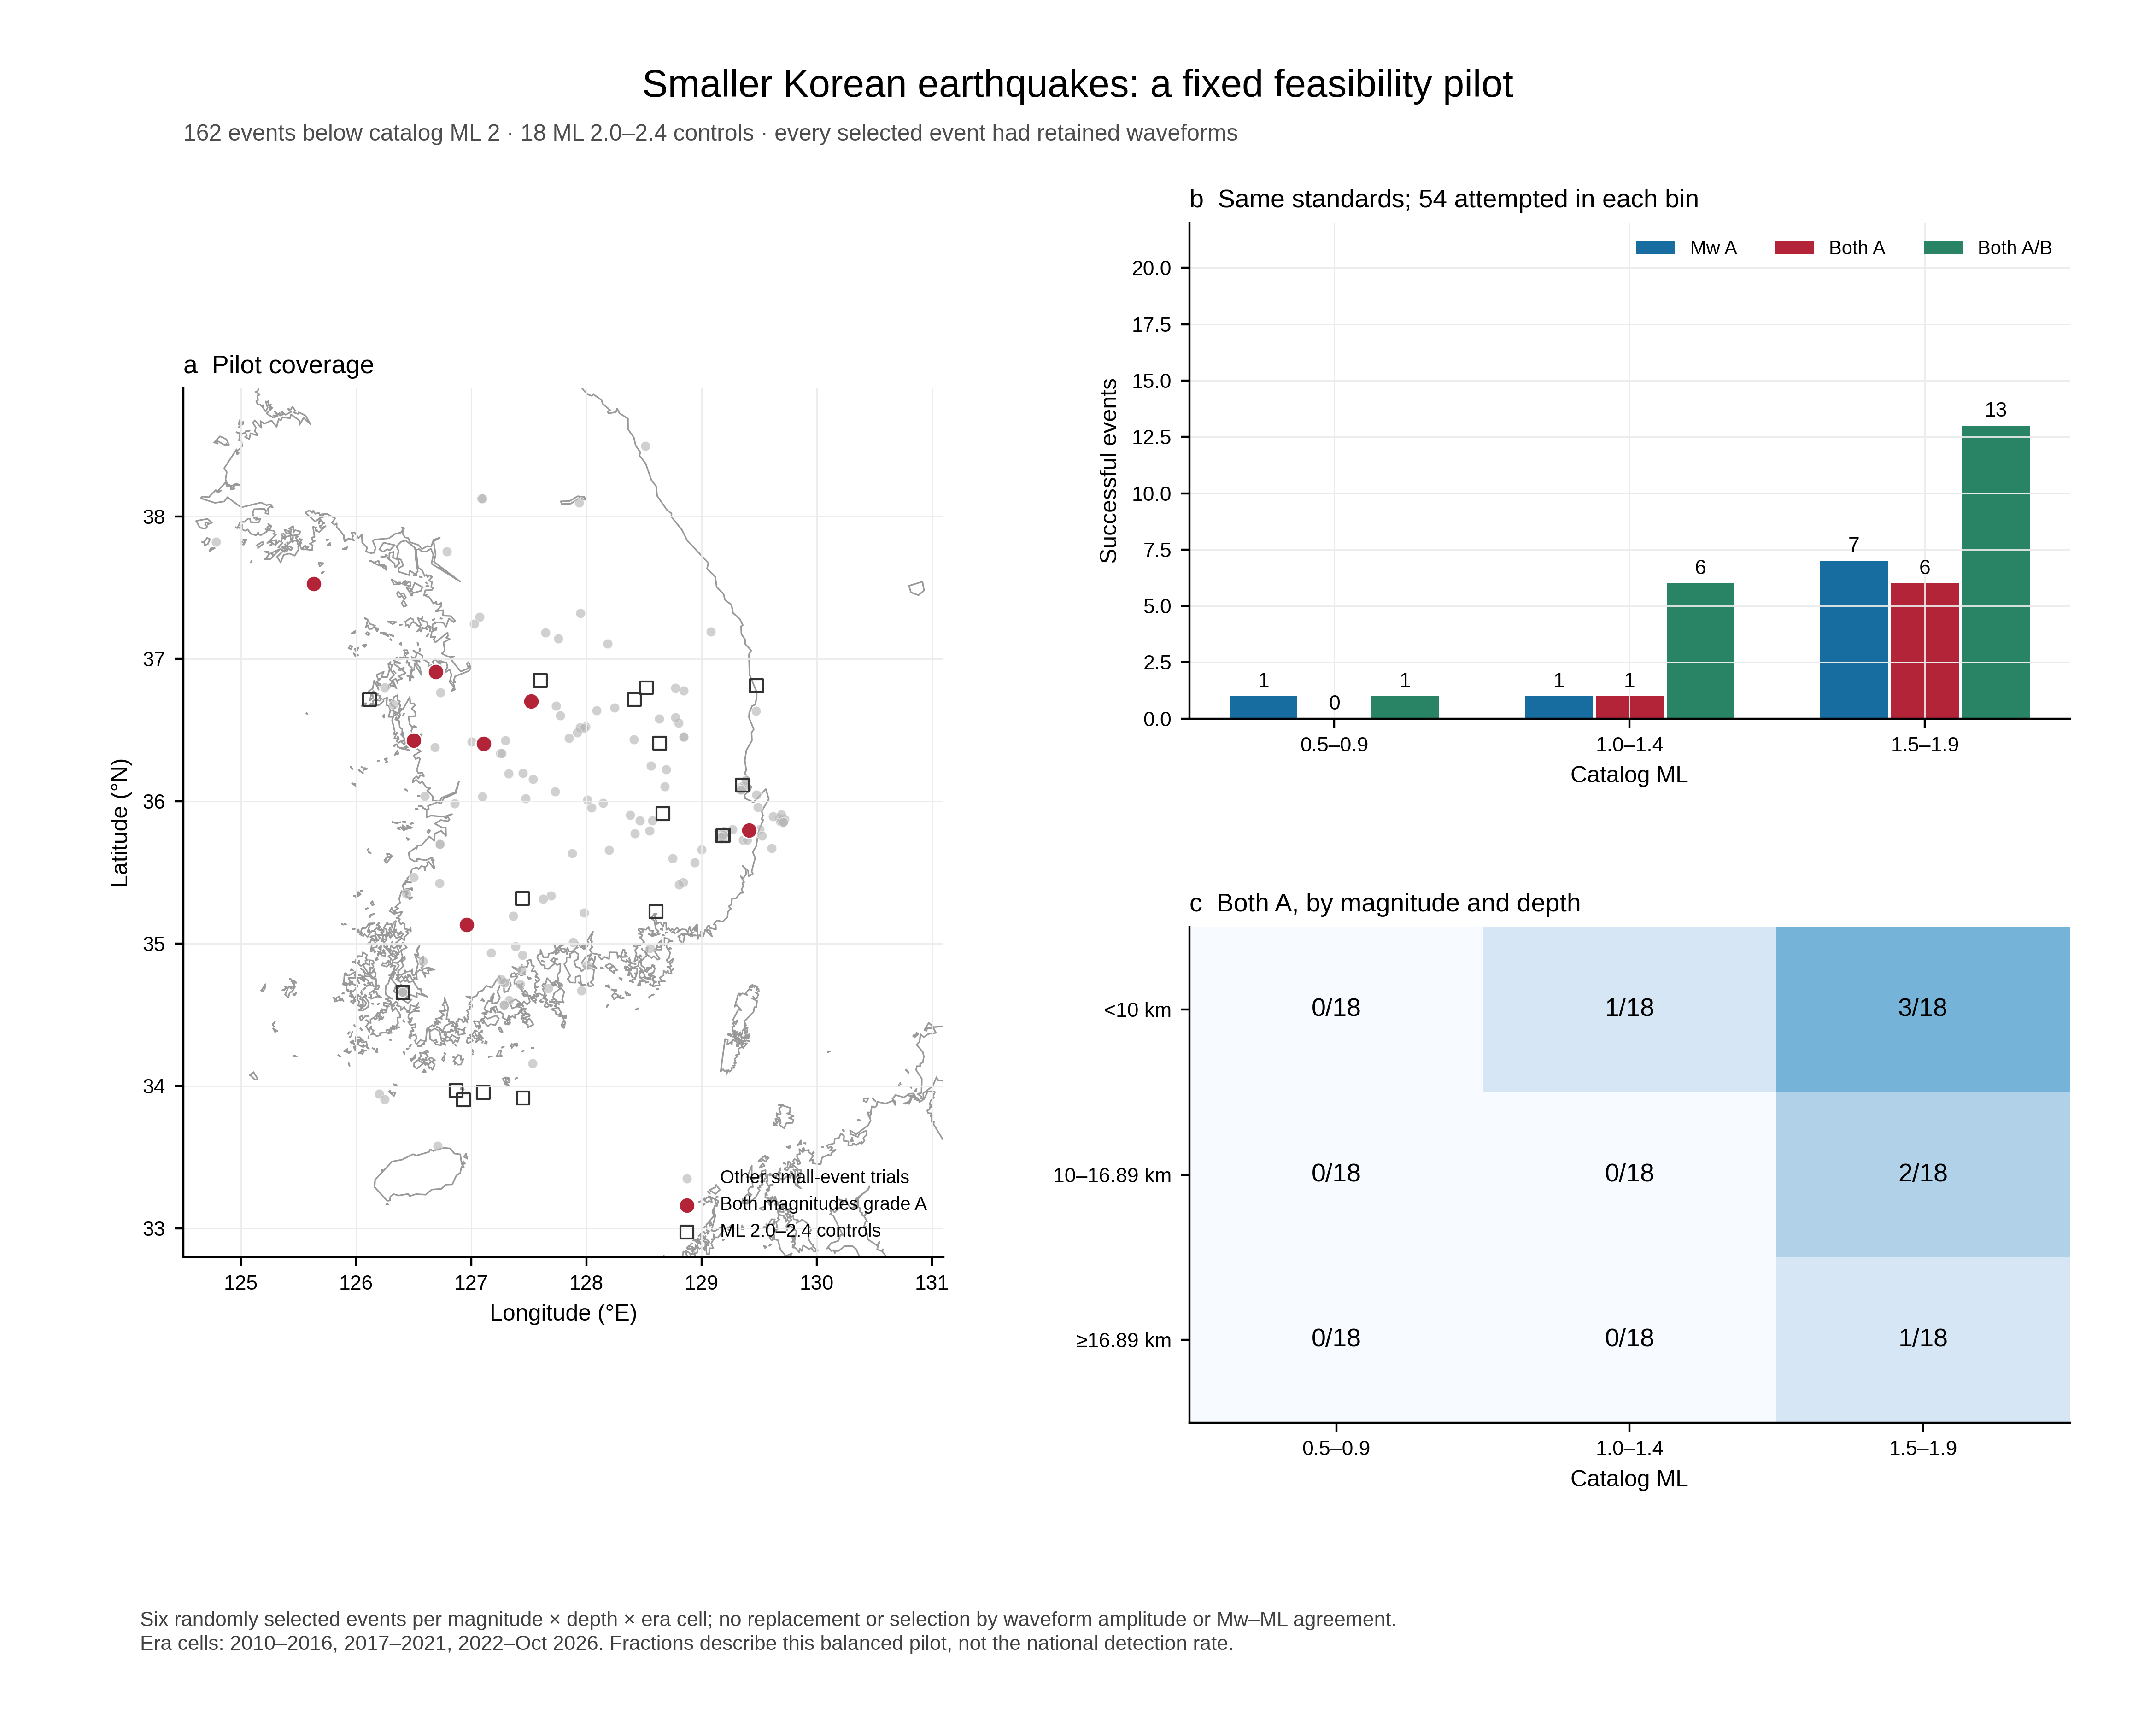 Smaller Korean earthquakes: a fixed feasibility pilot
162 events below catalog ML 2 · 18 ML 2.0–2.4 controls · every selected event had retained waveforms
a Pilot coverage
38
37
36
35
34
33
Latitude (°N)
125 126 127 128 129 130 131
Longitude (°E)
Other small-event trials
Both magnitudes grade A
ML 2.0–2.4 controls
b Same standards; 54 attempted in each bin
Mw A Both A Both A/B
20.0
17.5
15.0
12.5
10.0
7.5
5.0
2.5
0.0
Successful events
1 0 1 1 1 6 7 6 13
0.5–0.9 1.0–1.4 1.5–1.9
Catalog ML
c Both A, by magnitude and depth
<10 km 0/18 1/18 3/18
10–16.89 km 0/18 0/18 2/18
≥16.89 km 0/18 0/18 1/18
0.5–0.9 1.0–1.4 1.5–1.9
Catalog ML
Six randomly selected events per magnitude × depth × era cell; no replacement or selection by waveform amplitude or Mw–ML agreement.
Era cells: 2010–2016, 2017–2021, 2022–Oct 2026. Fractions describe this balanced pilot, not the national detection rate.